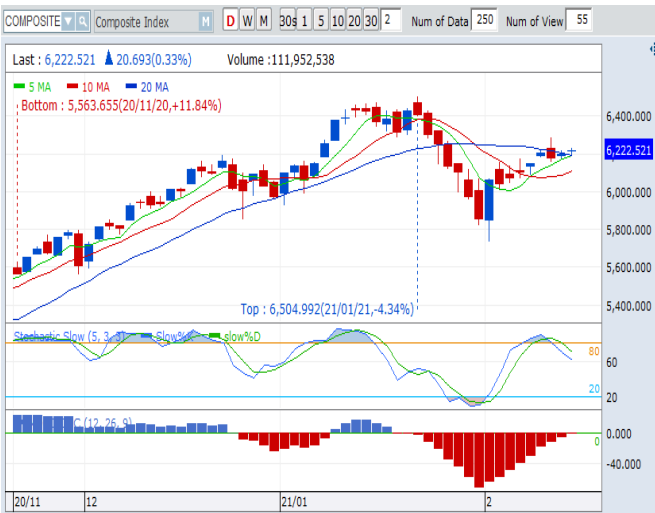 COMPOSITE Composite Index M D W M 30s 1 5 10 20 30 2 Num of Data 250 Num of View 55
Last : 6,222.521 ▲ 20.693(0.33%) Volume :111,952,538
5 MA 10 MA 20 MA
Bottom : 5,563.655(20/11/20,+11.84%)
6,400.000
6,222.521
6,000.000
5,800.000
5,600.000
5,400.000
Top : 6,504.992(21/01/21,-4.34%)
Stochastic Slow (5, 3, 3) Slow% slow%D
80
60
20
20
C (12, 26, 9)
0
0.000
-40.000
20/11 12 21/01 2